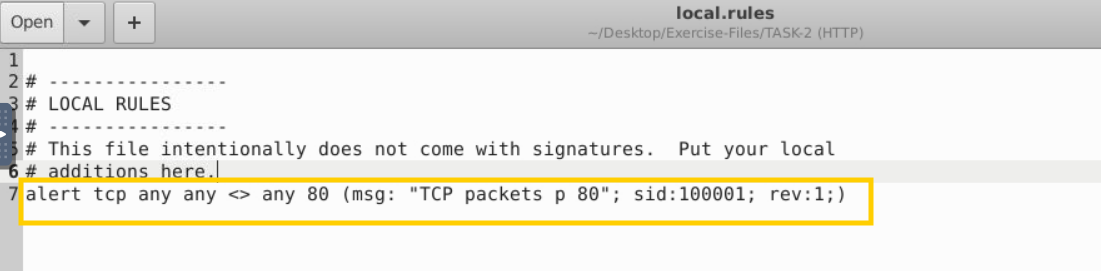 Open
+
local.rules
~/Desktop/Exercise-Files/TASK-2 (HTTP)
1
2 # ----------------
3 # LOCAL RULES
4 # ----------------
5 # This file intentionally does not come with signatures.  Put your local
6 # additions here.
7 alert tcp any any <> any 80 (msg: "TCP packets p 80"; sid:100001; rev:1;)